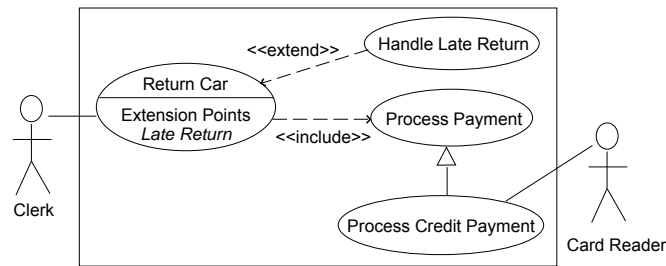 Handle Late Return
<<extend>>
Return Car
Extension Points
Late Return
Process Payment
<<include>>
Clerk
Process Credit Payment
Card Reader